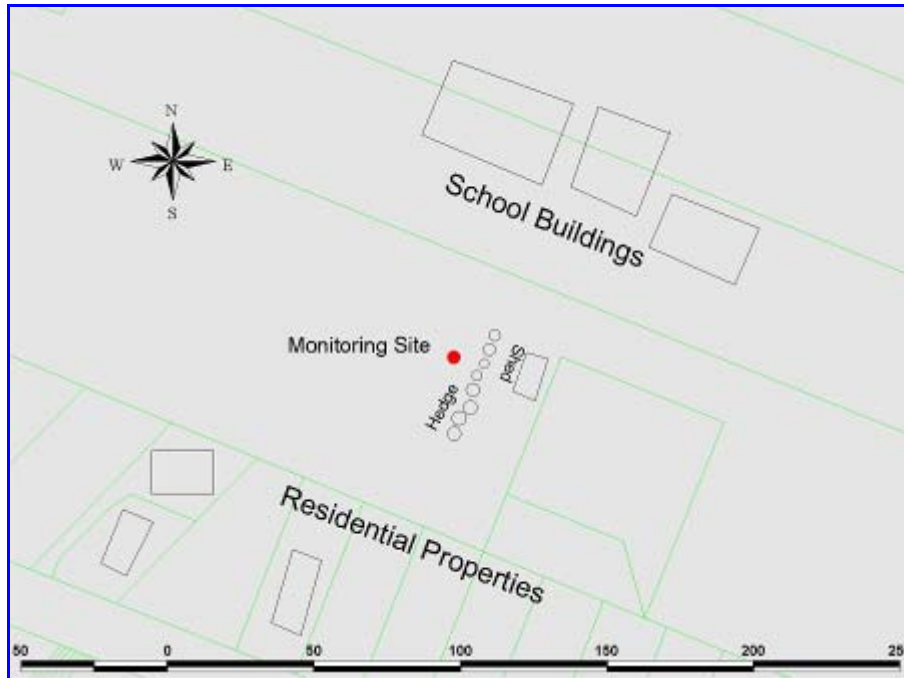 N
W E
S
School Buildings
Monitoring Site
Shed
Hedge
Residential Properties
50 0 50 100 150 200 25